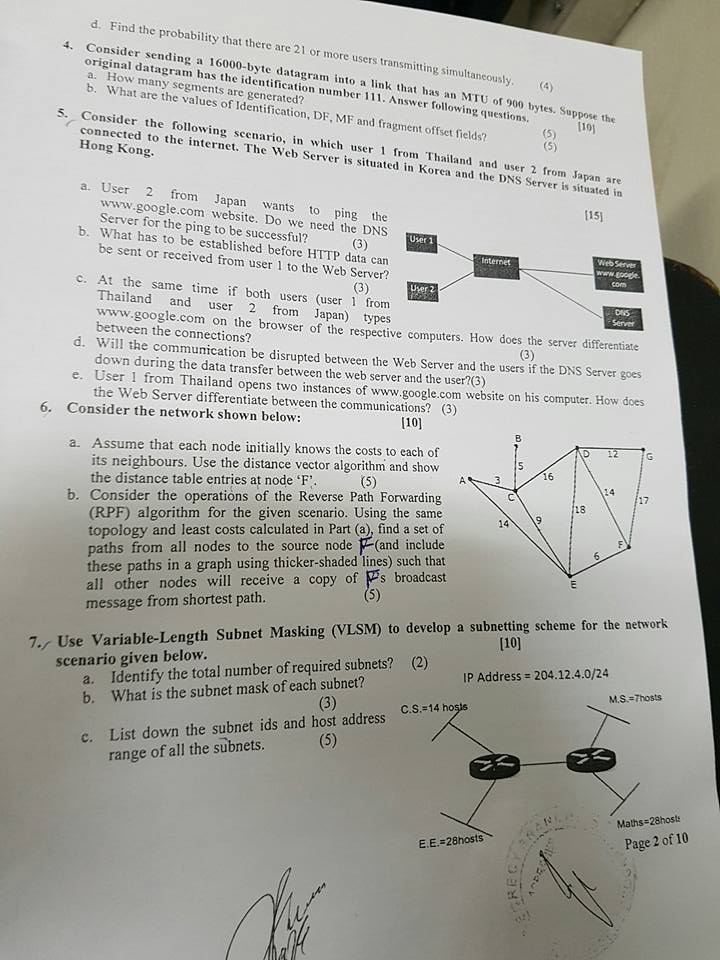 d. Find the probability that there are 21 or more users transmitting simultaneously. (4)
4. Consider sending a 16000-byte datagram into a link that has an MTU of 900 bytes. Suppose the
original datagram has the identification number 111. Answer following questions. [10]
a. How many segments are generated? (5)
b. What are the values of Identification, DF, MF and fragment offset fields? (5)
5. Consider the following scenario, in which user 1 from Thailand and user 2 from Japan are
connected to the internet. The Web Server is situated in Korea and the DNS Server is situated in
Hong Kong. [15]
a. User 2 from Japan wants to ping the
www.google.com website. Do we need the DNS
Server for the ping to be successful? (3)
b. What has to be established before HTTP data can
be sent or received from user 1 to the Web Server?
(3)
c. At the same time if both users (user 1 from
Thailand and user 2 from Japan) types
www.google.com on the browser of the respective computers. How does the server differentiate
between the connections? (3)
d. Will the communication be disrupted between the Web Server and the users if the DNS Server goes
down during the data transfer between the web server and the user?(3)
e. User 1 from Thailand opens two instances of www.google.com website on his computer. How does
the Web Server differentiate between the communications? (3)
User 1
User 2
Internet
Web Server
www.google.
com
DNS
Server
6. Consider the network shown below: [10]
a. Assume that each node initially knows the costs to each of
its neighbours. Use the distance vector algorithm and show
the distance table entries at node ‘F’. (5)
b. Consider the operations of the Reverse Path Forwarding
(RPF) algorithm for the given scenario. Using the same
topology and least costs calculated in Part (a), find a set of
paths from all nodes to the source node F (and include
these paths in a graph using thicker-shaded lines) such that
all other nodes will receive a copy of F's broadcast
message from shortest path. (5)
B
D 12 G
5
A 3 16
C
14
17
14 9 18
F
6
E
7. Use Variable-Length Subnet Masking (VLSM) to develop a subnetting scheme for the network
scenario given below. [10]
a. Identify the total number of required subnets? (2)
b. What is the subnet mask of each subnet?
(3)
c. List down the subnet ids and host address
range of all the subnets. (5)
IP Address = 204.12.4.0/24
C.S.=14 hosts
M.S.=7hosts
E.E.=28hosts
Maths=28hosts
Page 2 of 10